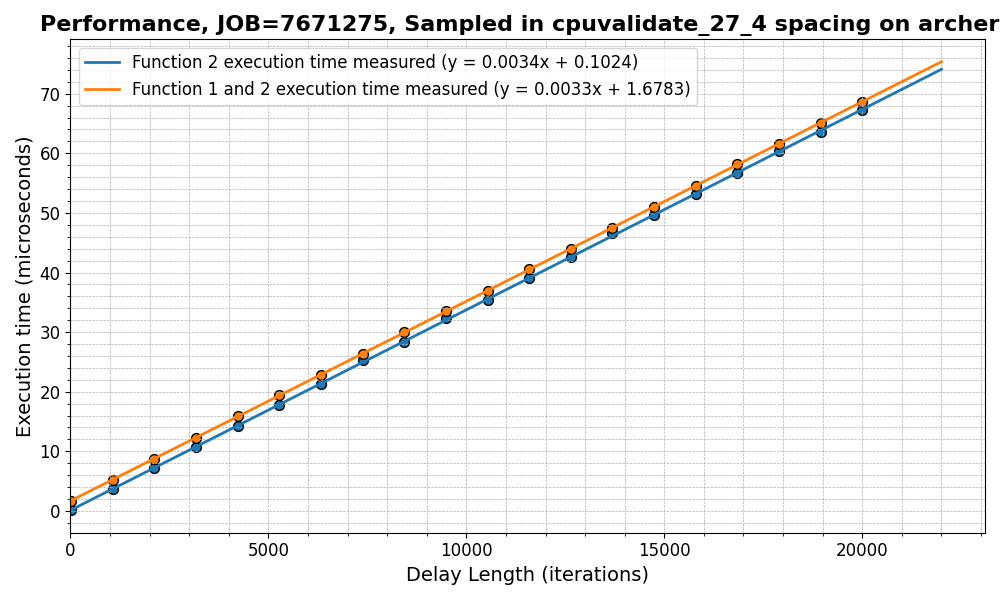 Performance, JOB=7671275, Sampled in cpuvalidate_27_4 spacing on archer
Function 2 execution time measured (y = 0.0034x + 0.1024)
Function 1 and 2 execution time measured (y = 0.0033x + 1.6783)
Execution time (microseconds)
70
60
50
40
30
20
10
0
0 5000 10000 15000 20000
Delay Length (iterations)